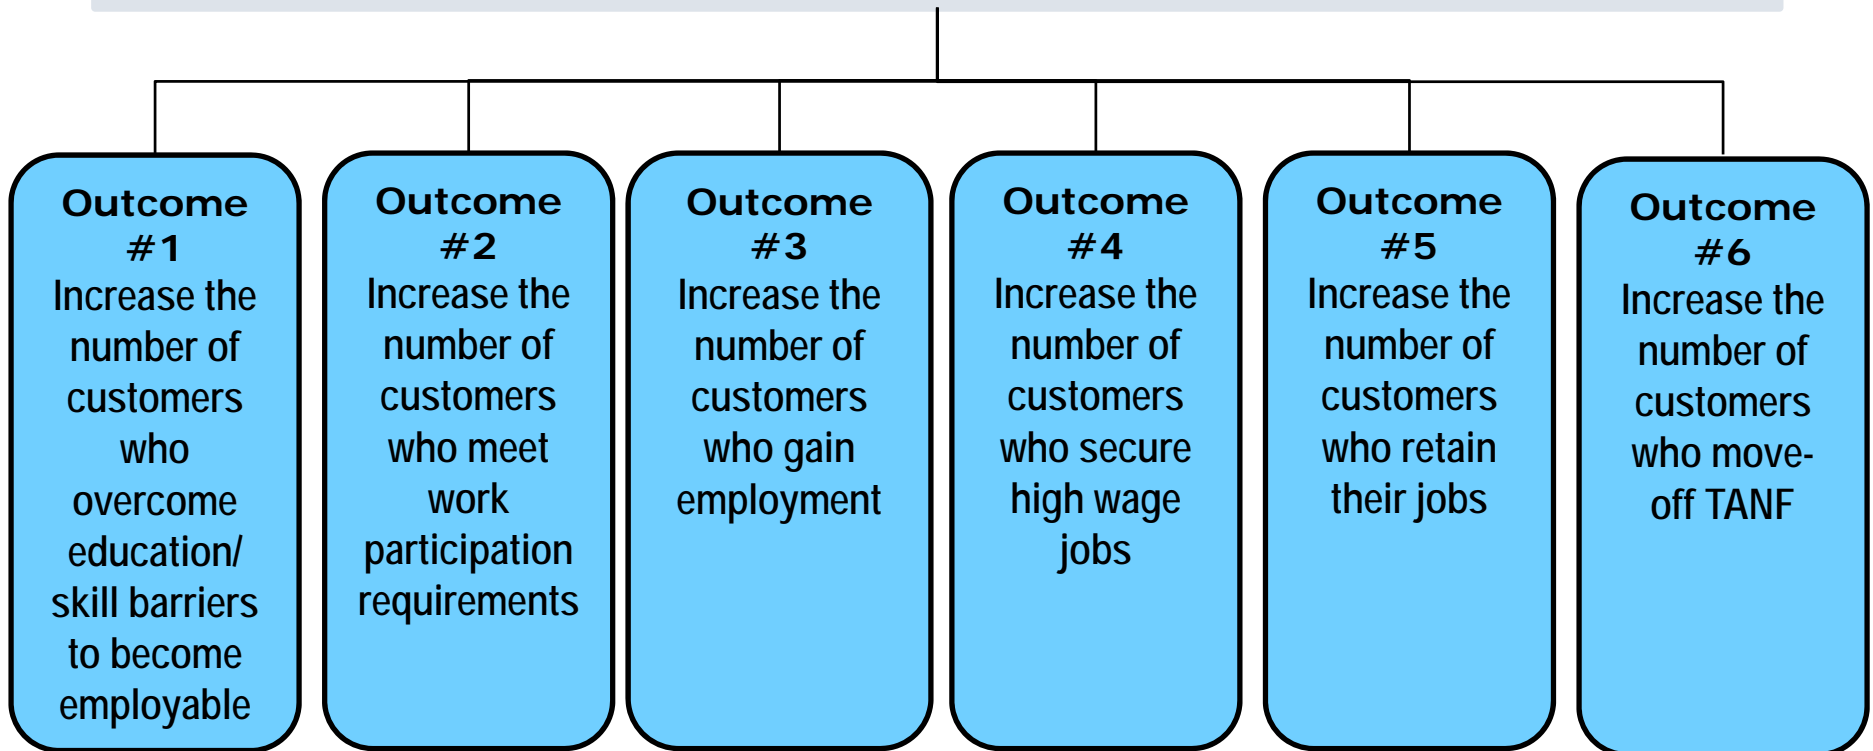 Outcome
#1
Increase the
number of
customers
who
overcome
education/
skill barriers
to become
employable
Outcome
#2
Increase the
number of
customers
who meet
work
participation
requirements
Outcome
#3
Increase the
number of
customers
who gain
employment
Outcome
#4
Increase the
number of
customers
who secure
high wage
jobs
Outcome
#5
Increase the
number of
customers
who retain
their jobs
Outcome
#6
Increase the
number of
customers
who move-
off TANF